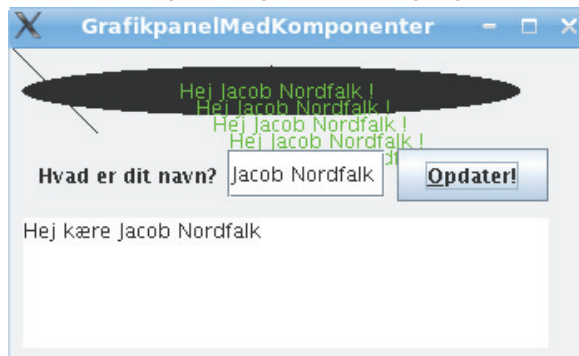 GrafikpanelMedKomponenter
Hej Jacob Nordfalk !
Hej Jacob Nordfalk !
Hej Jacob Nordfalk !
Hej Jacob Nordfalk !
Hvad er dit navn? Jacob Nordfalk Opdater!
Hej kære Jacob Nordfalk